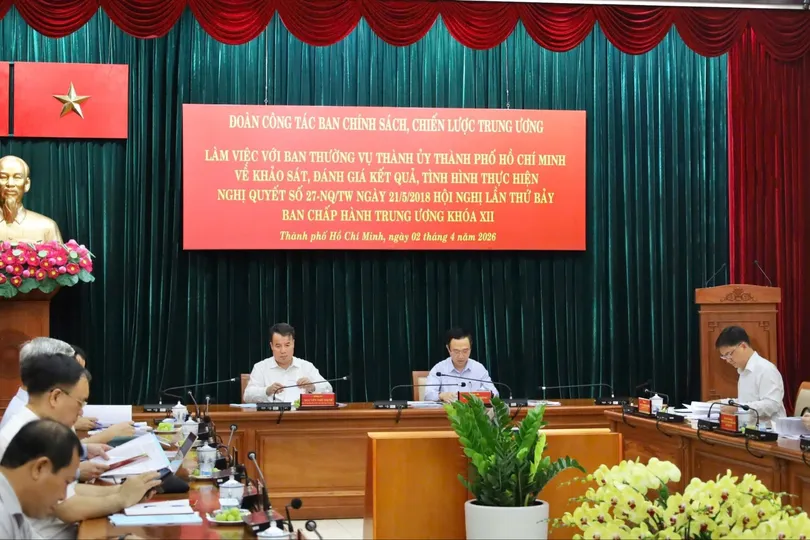 ĐOÀN CÔNG TÁC BAN CHÍNH SÁCH, CHIẾN LƯỢC TRUNG ƯƠNG
LÀM VIỆC VỚI BAN THƯỜNG VỤ THÀNH ỦY THÀNH PHỐ HỒ CHÍ MINH
VỀ KHẢO SÁT, ĐÁNH GIÁ KẾT QUẢ, TÌNH HÌNH THỰC HIỆN
NGHỊ QUYẾT SỐ 27-NQ/TW NGÀY 21/5/2018 HỘI NGHỊ LẦN THỨ BẢY
BAN CHẤP HÀNH TRUNG ƯƠNG KHÓA XII
Thành phố Hồ Chí Minh, ngày 02 tháng 4 năm 2026